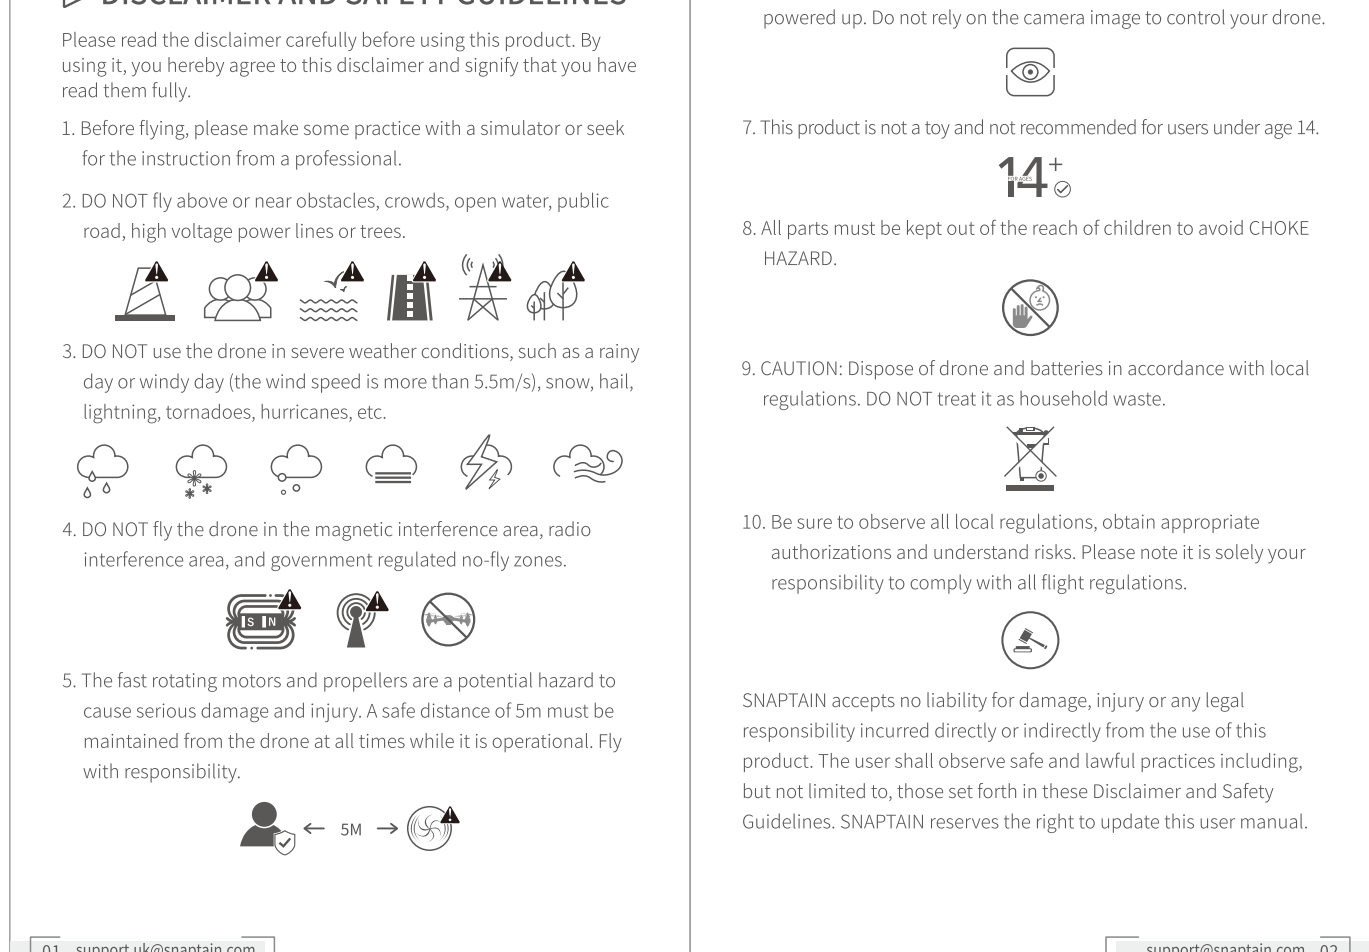 DISCLAIMER AND SAFETY GUIDELINES
Please read the disclaimer carefully before using this product. By
using it, you hereby agree to this disclaimer and signify that you have
read them fully.
1. Before flying, please make some practice with a simulator or seek
for the instruction from a professional.
2. DO NOT fly above or near obstacles, crowds, open water, public
road, high voltage power lines or trees.
3. DO NOT use the drone in severe weather conditions, such as a rainy
day or windy day (the wind speed is more than 5.5m/s), snow, hail,
lightning, tornadoes, hurricanes, etc.
4. DO NOT fly the drone in the magnetic interference area, radio
interference area, and government regulated no-fly zones.
S N
5. The fast rotating motors and propellers are a potential hazard to
cause serious damage and injury. A safe distance of 5m must be
maintained from the drone at all times while it is operational. Fly
with responsibility.
5M
01 support.uk@snaptain.com
powered up. Do not rely on the camera image to control your drone.
7. This product is not a toy and not recommended for users under age 14.
14+
FOR AGES
8. All parts must be kept out of the reach of children to avoid CHOKE
HAZARD.
9. CAUTION: Dispose of drone and batteries in accordance with local
regulations. DO NOT treat it as household waste.
10. Be sure to observe all local regulations, obtain appropriate
authorizations and understand risks. Please note it is solely your
responsibility to comply with all flight regulations.
SNAPTAIN accepts no liability for damage, injury or any legal
responsibility incurred directly or indirectly from the use of this
product. The user shall observe safe and lawful practices including,
but not limited to, those set forth in these Disclaimer and Safety
Guidelines. SNAPTAIN reserves the right to update this user manual.
support@snaptain.com 02